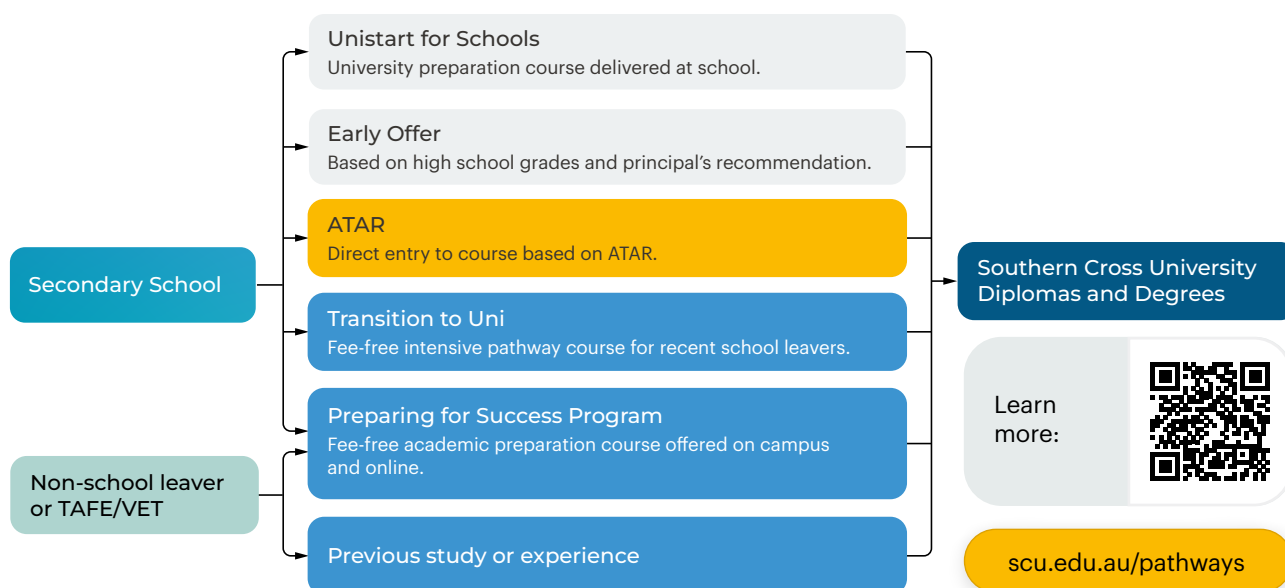 Unistart for Schools
University preparation course delivered at school.
Early Offer
Based on high school grades and principal’s recommendation.
ATAR
Direct entry to course based on ATAR.
Secondary School
Southern Cross University
Diplomas and Degrees
Transition to Uni
Fee-free intensive pathway course for recent school leavers.
Preparing for Success Program
Fee-free academic preparation course offered on campus
and online.
Learn
more:
Non-school leaver
or TAFE/VET
Previous study or experience
scu.edu.au/pathways